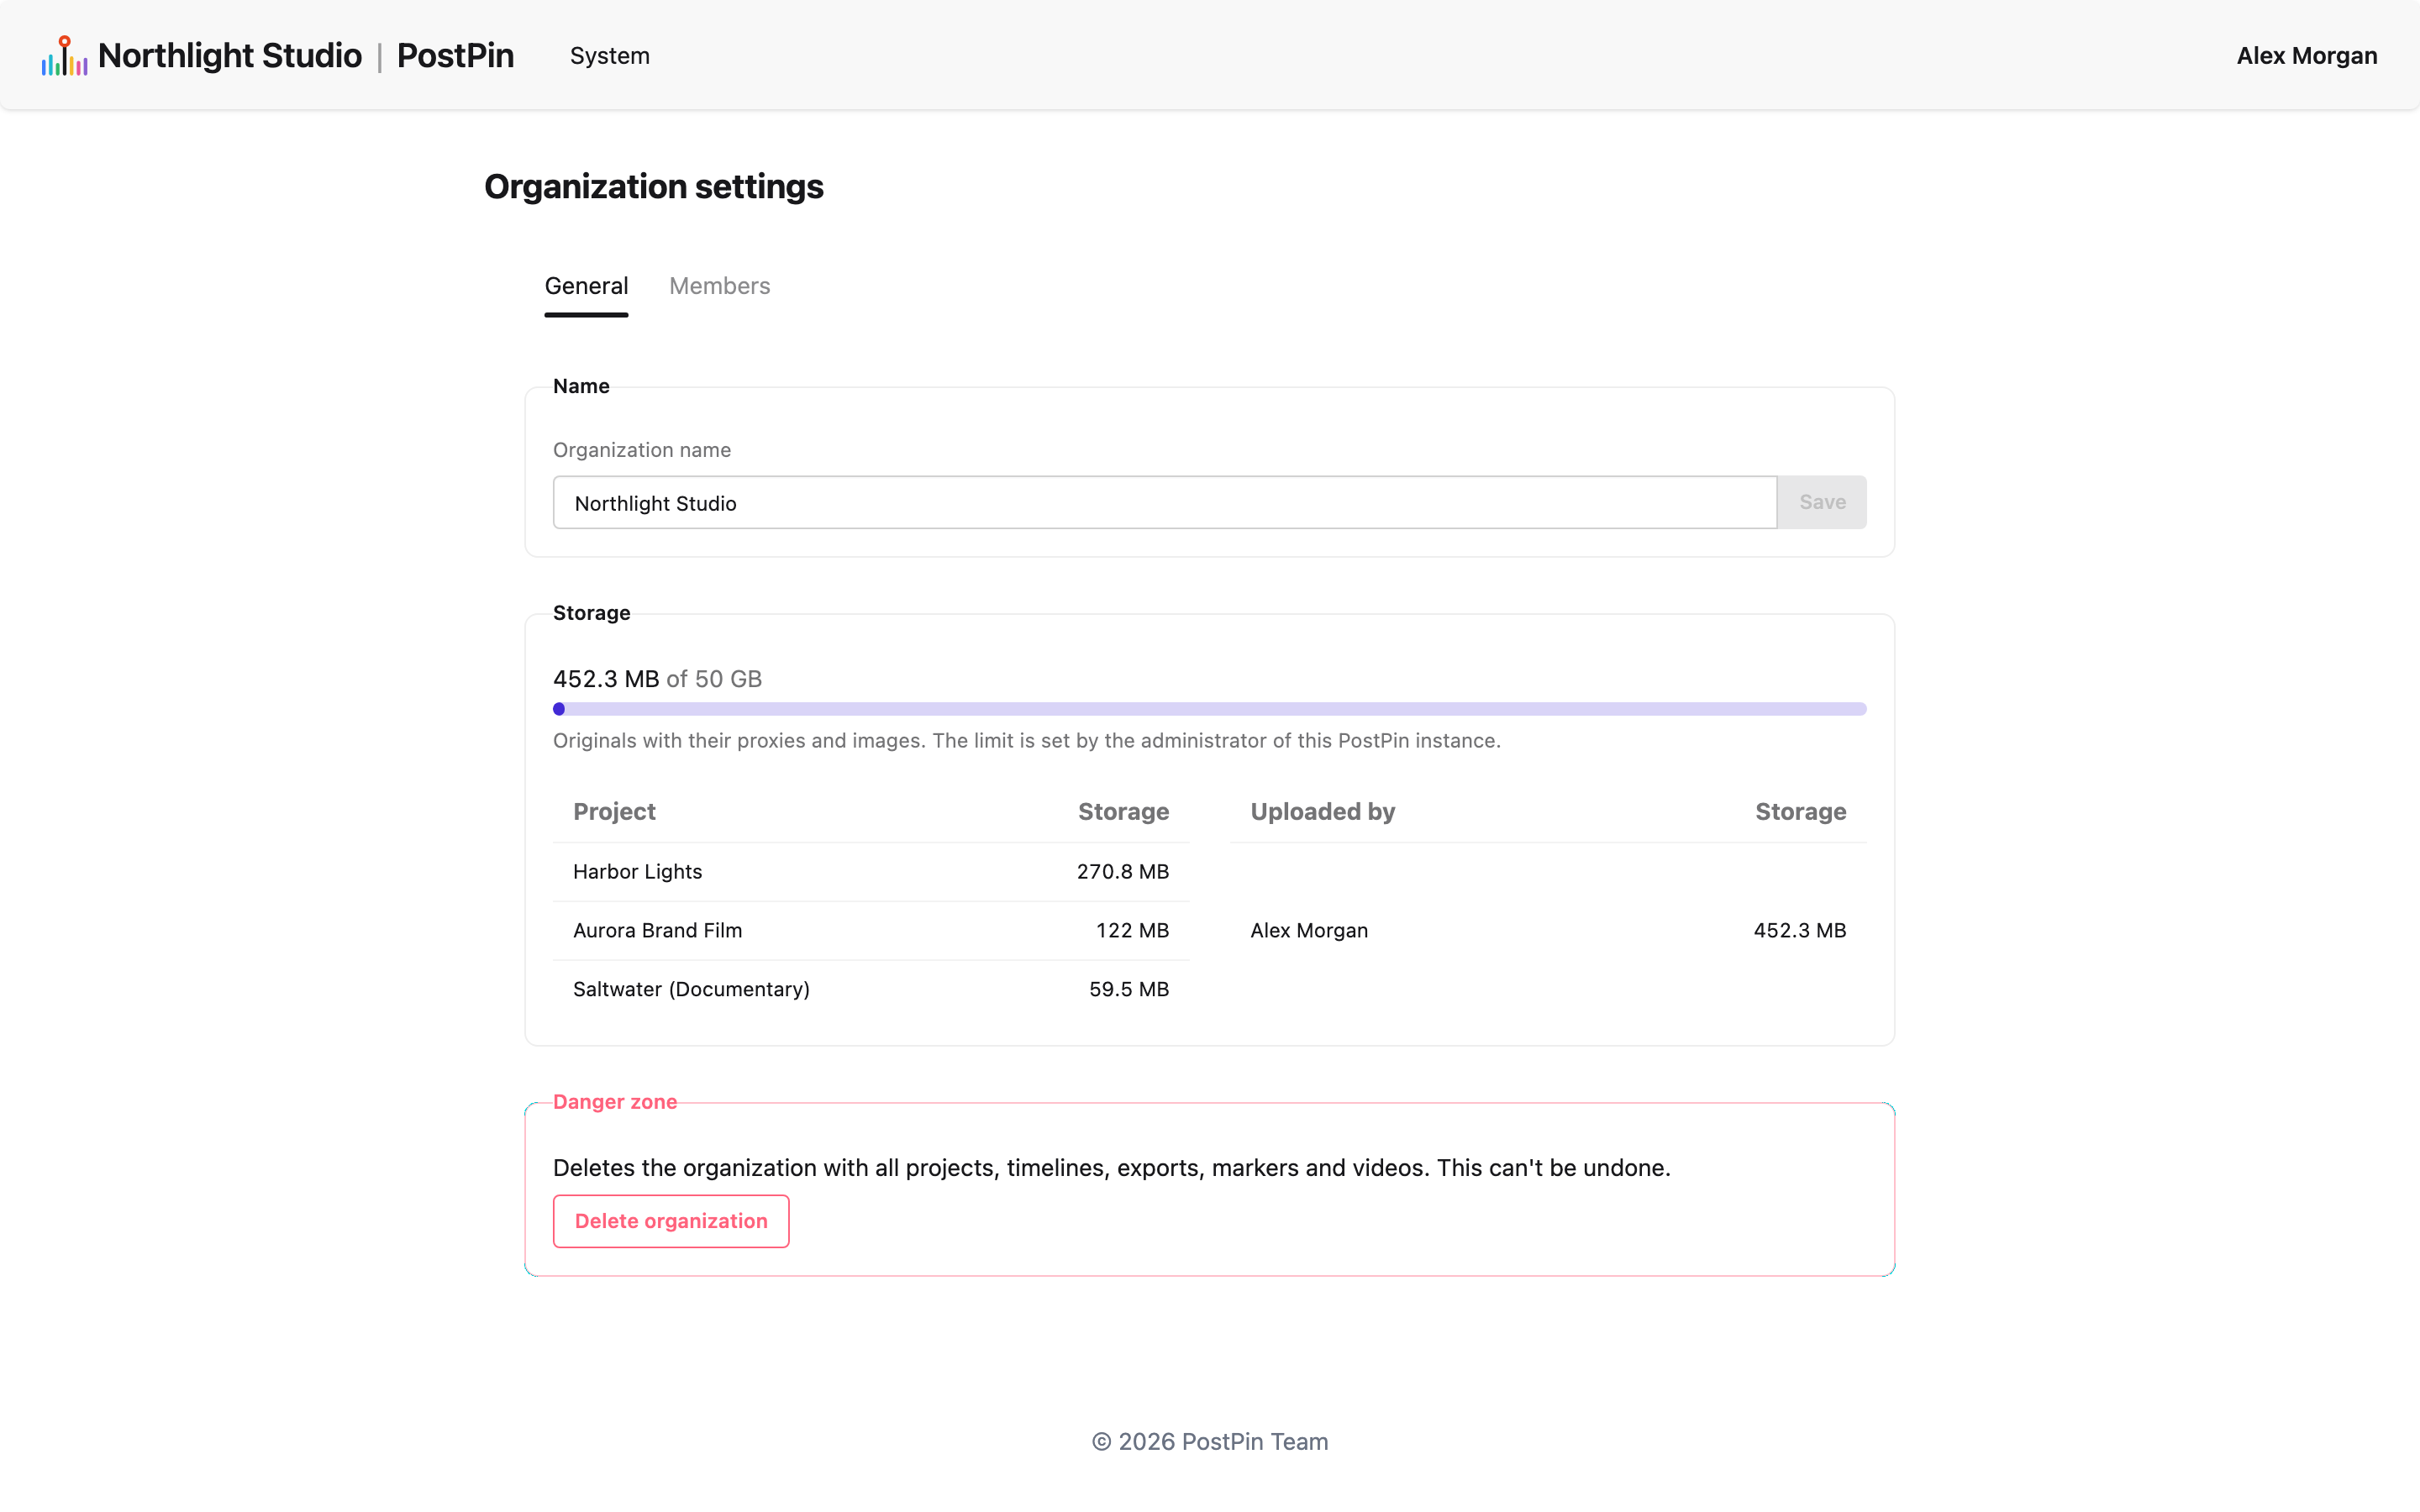 Northlight Studio | PostPin System Alex Morgan
Organization settings
General Members
Name
Organization name
Northlight Studio Save
Storage
452.3 MB of 50 GB
Originals with their proxies and images. The limit is set by the administrator of this PostPin instance.
Project Storage Uploaded by Storage
Harbor Lights 270.8 MB
Aurora Brand Film 122 MB Alex Morgan 452.3 MB
Saltwater (Documentary) 59.5 MB
Danger zone
Deletes the organization with all projects, timelines, exports, markers and videos. This can't be undone.
Delete organization
© 2026 PostPin Team